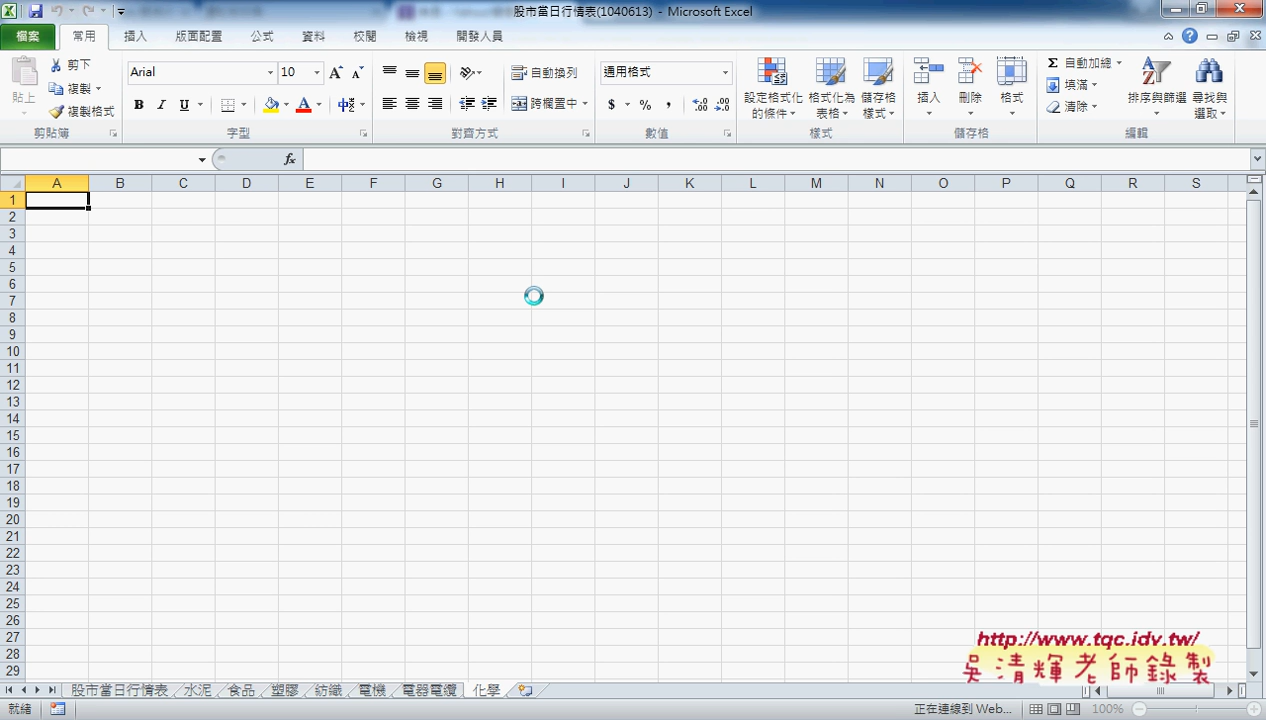 股市當日行情表(1040613) - Microsoft Excel
檔案 常用 插入 版面配置 公式 資料 校閱 檢視 開發人員
貼上 剪下 複製 複製格式
Arial 10
B I U
自動換列 跨欄置中
通用格式
$ % ,
設定格式化的條件 格式化為表格 儲存格樣式
插入 刪除 格式
Σ 自動加總 填滿 清除
排序與篩選 尋找與選取
剪貼簿 字型 對齊方式 數值 樣式 儲存格 編輯
fx
A B C D E F G H I J K L M N O P Q R S
1
2
3
4
5
6
7
8
9
10
11
12
13
14
15
16
17
18
19
20
21
22
23
24
25
26
27
28
29
http://www.tqc.idv.tw/
吳清輝老師錄製
股市當日行情表 水泥 食品 塑膠 紡織 電機 電器電纜 化學
就緒 正在連線到 Web... 100%